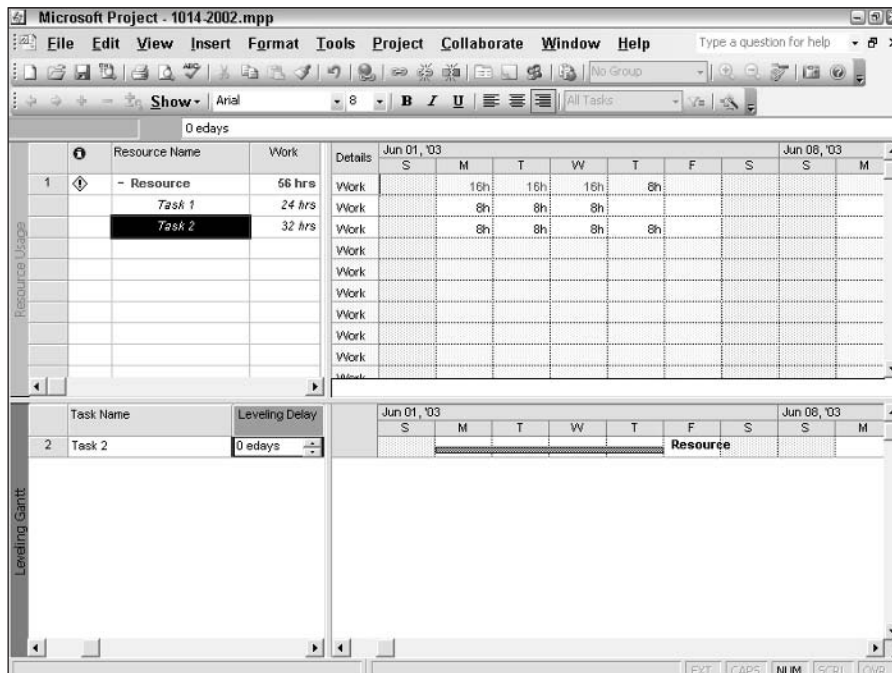 Microsoft Project - 1014-2002.mpp
File Edit View Insert Format Tools Project Collaborate Window Help Type a question for help
No Group
Show Arial 8 B I U All Tasks
0 edays
Resource Name Work Details Jun 01, '03 Jun 08, '03
S M T W T F S S M
1 - Resource 56 hrs Work 16h 16h 16h 8h
Task 1 24 hrs Work 8h 8h 8h
Task 2 32 hrs Work 8h 8h 8h 8h
Work
Work
Work
Work
Work
Work
Work
Resource Usage
Task Name Leveling Delay Jun 01, '03 Jun 08, '03
S M T W T F S S M
2 Task 2 0 edays Resource
Leveling Gantt
EXT CAPS NUM SCRL OVR